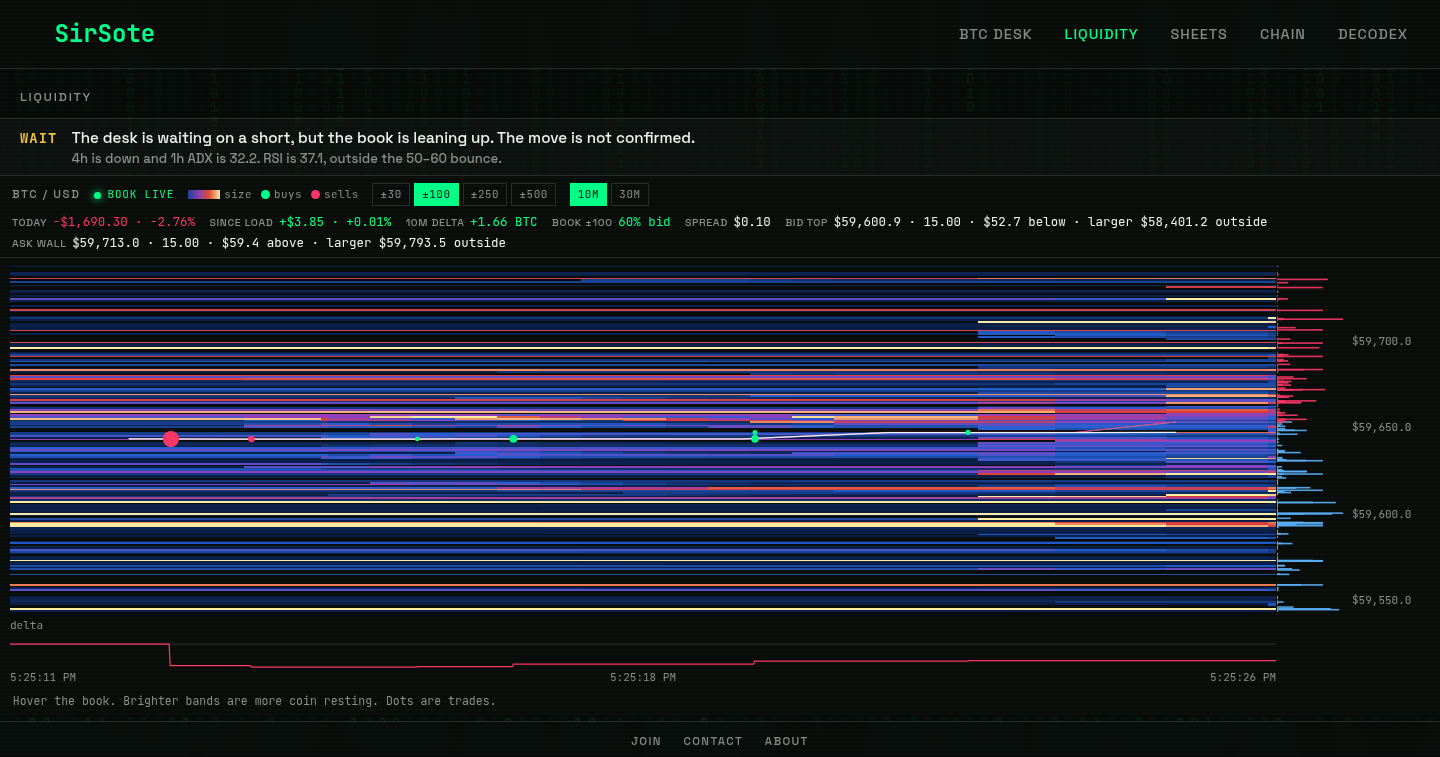 SirSote
BTC DESK LIQUIDITY SHEETS CHAIN DECODEX
LIQUIDITY
WAIT The desk is waiting on a short, but the book is leaning up. The move is not confirmed.
4h is down and 1h ADX is 32.2. RSI is 37.1, outside the 50–60 bounce.
BTC / USD BOOK LIVE size buys sells ±30 ±100 ±250 ±500 10M 30M
TODAY -$1,690.30 · -2.76% SINCE LOAD +$3.85 · +0.01% 10M DELTA +1.66 BTC BOOK ±100 60% bid SPREAD $0.10 BID TOP $59,600.9 · 15.00 · $52.7 below · larger $58,401.2 outside
ASK WALL $59,713.0 · 15.00 · $59.4 above · larger $59,793.5 outside
$59,700.0
$59,650.0
$59,600.0
$59,550.0
delta
5:25:11 PM 5:25:18 PM 5:25:26 PM
Hover the book. Brighter bands are more coin resting. Dots are trades.
JOIN CONTACT ABOUT